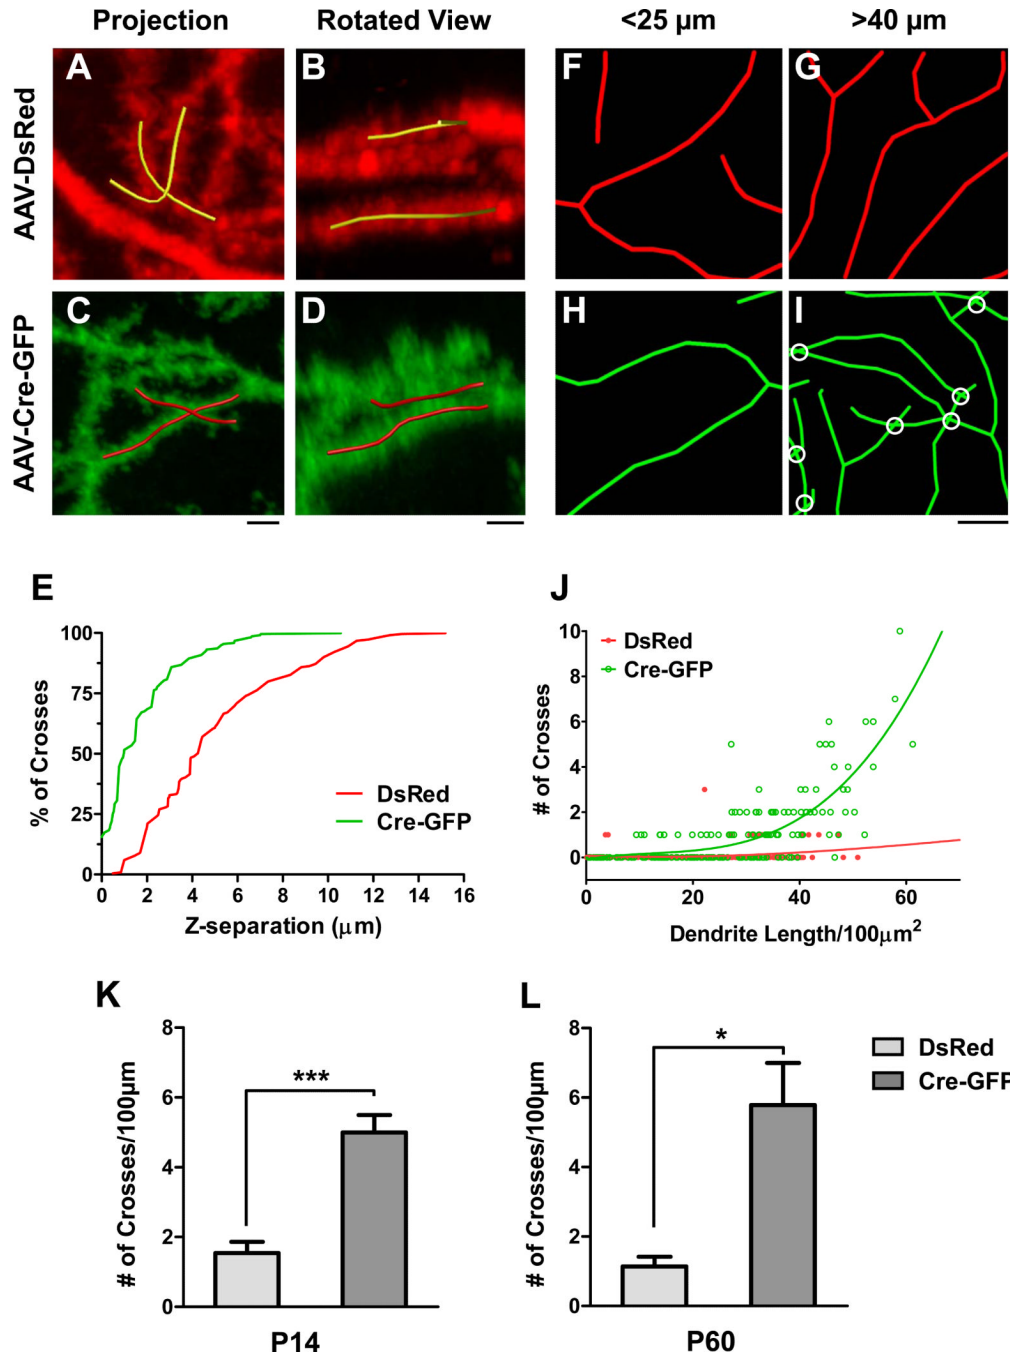 Projection Rotated View <25 µm >40 µm
AAV-DsRed
A B F G
AAV-Cre-GFP
C D H I
E
% of Crosses
100
75
50
25
0
0 2 4 6 8 10 12 14 16
Z-separation (µm)
DsRed
Cre-GFP
J
# of Crosses
10
8
6
4
2
0
0 20 40 60
Dendrite Length/100µm²
DsRed
Cre-GFP
K
# of Crosses/100µm
8
6
4
2
0
***
P14
L
# of Crosses/100µm
8
6
4
2
0
*
P60
DsRed
Cre-GFP